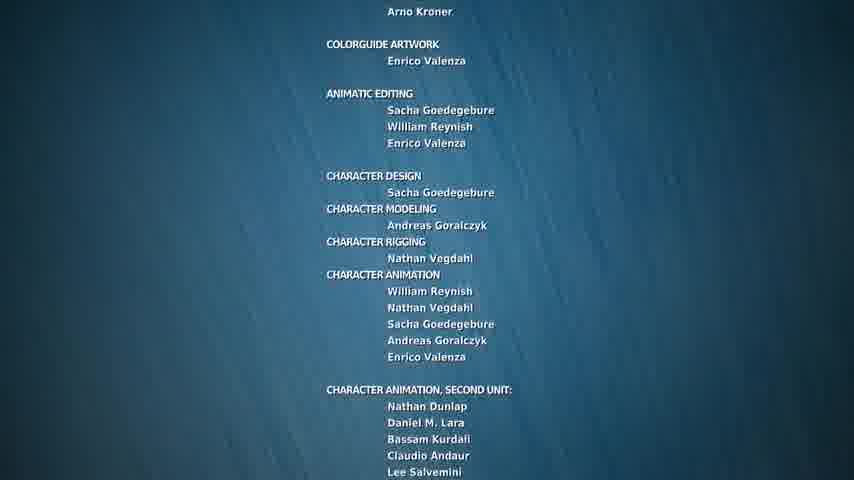 Arno Kroner
COLORGUIDE ARTWORK
Enrico Valenza
ANIMATIC EDITING
Sacha Goedegebure
William Reynish
Enrico Valenza
CHARACTER DESIGN
Sacha Goedegebure
CHARACTER MODELING
Andreas Goralczyk
CHARACTER RIGGING
Nathan Vegdahl
CHARACTER ANIMATION
William Reynish
Nathan Vegdahl
Sacha Goedegebure
Andreas Goralczyk
Enrico Valenza
CHARACTER ANIMATION, SECOND UNIT:
Nathan Dunlap
Daniel M. Lara
Bassam Kurdali
Claudio Andaur
Lee Salvemini